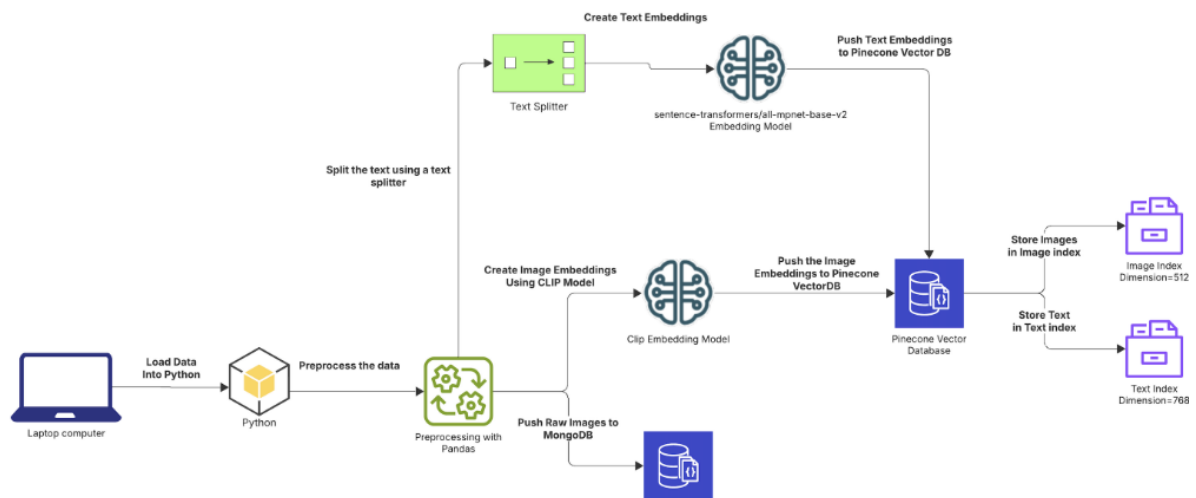 Create Text Embeddings
Push Text Embeddings
to Pinecone Vector DB
Text Splitter
sentence-transformers/all-mpnet-base-v2
Embedding Model
Split the text using a text
splitter
Create Image Embeddings
Using CLIP Model
Push the Image
Embeddings to Pinecone
VectorDB
Store Images
in Image index
Image Index
Dimension=512
Clip Embedding Model
Pinecone Vector
Database
Store Text
in Text index
Text Index
Dimension=768
Load Data
Into Python
Preprocess the data
Laptop computer
Python
Preprocessing with
Pandas
Push Raw Images to
MongoDB